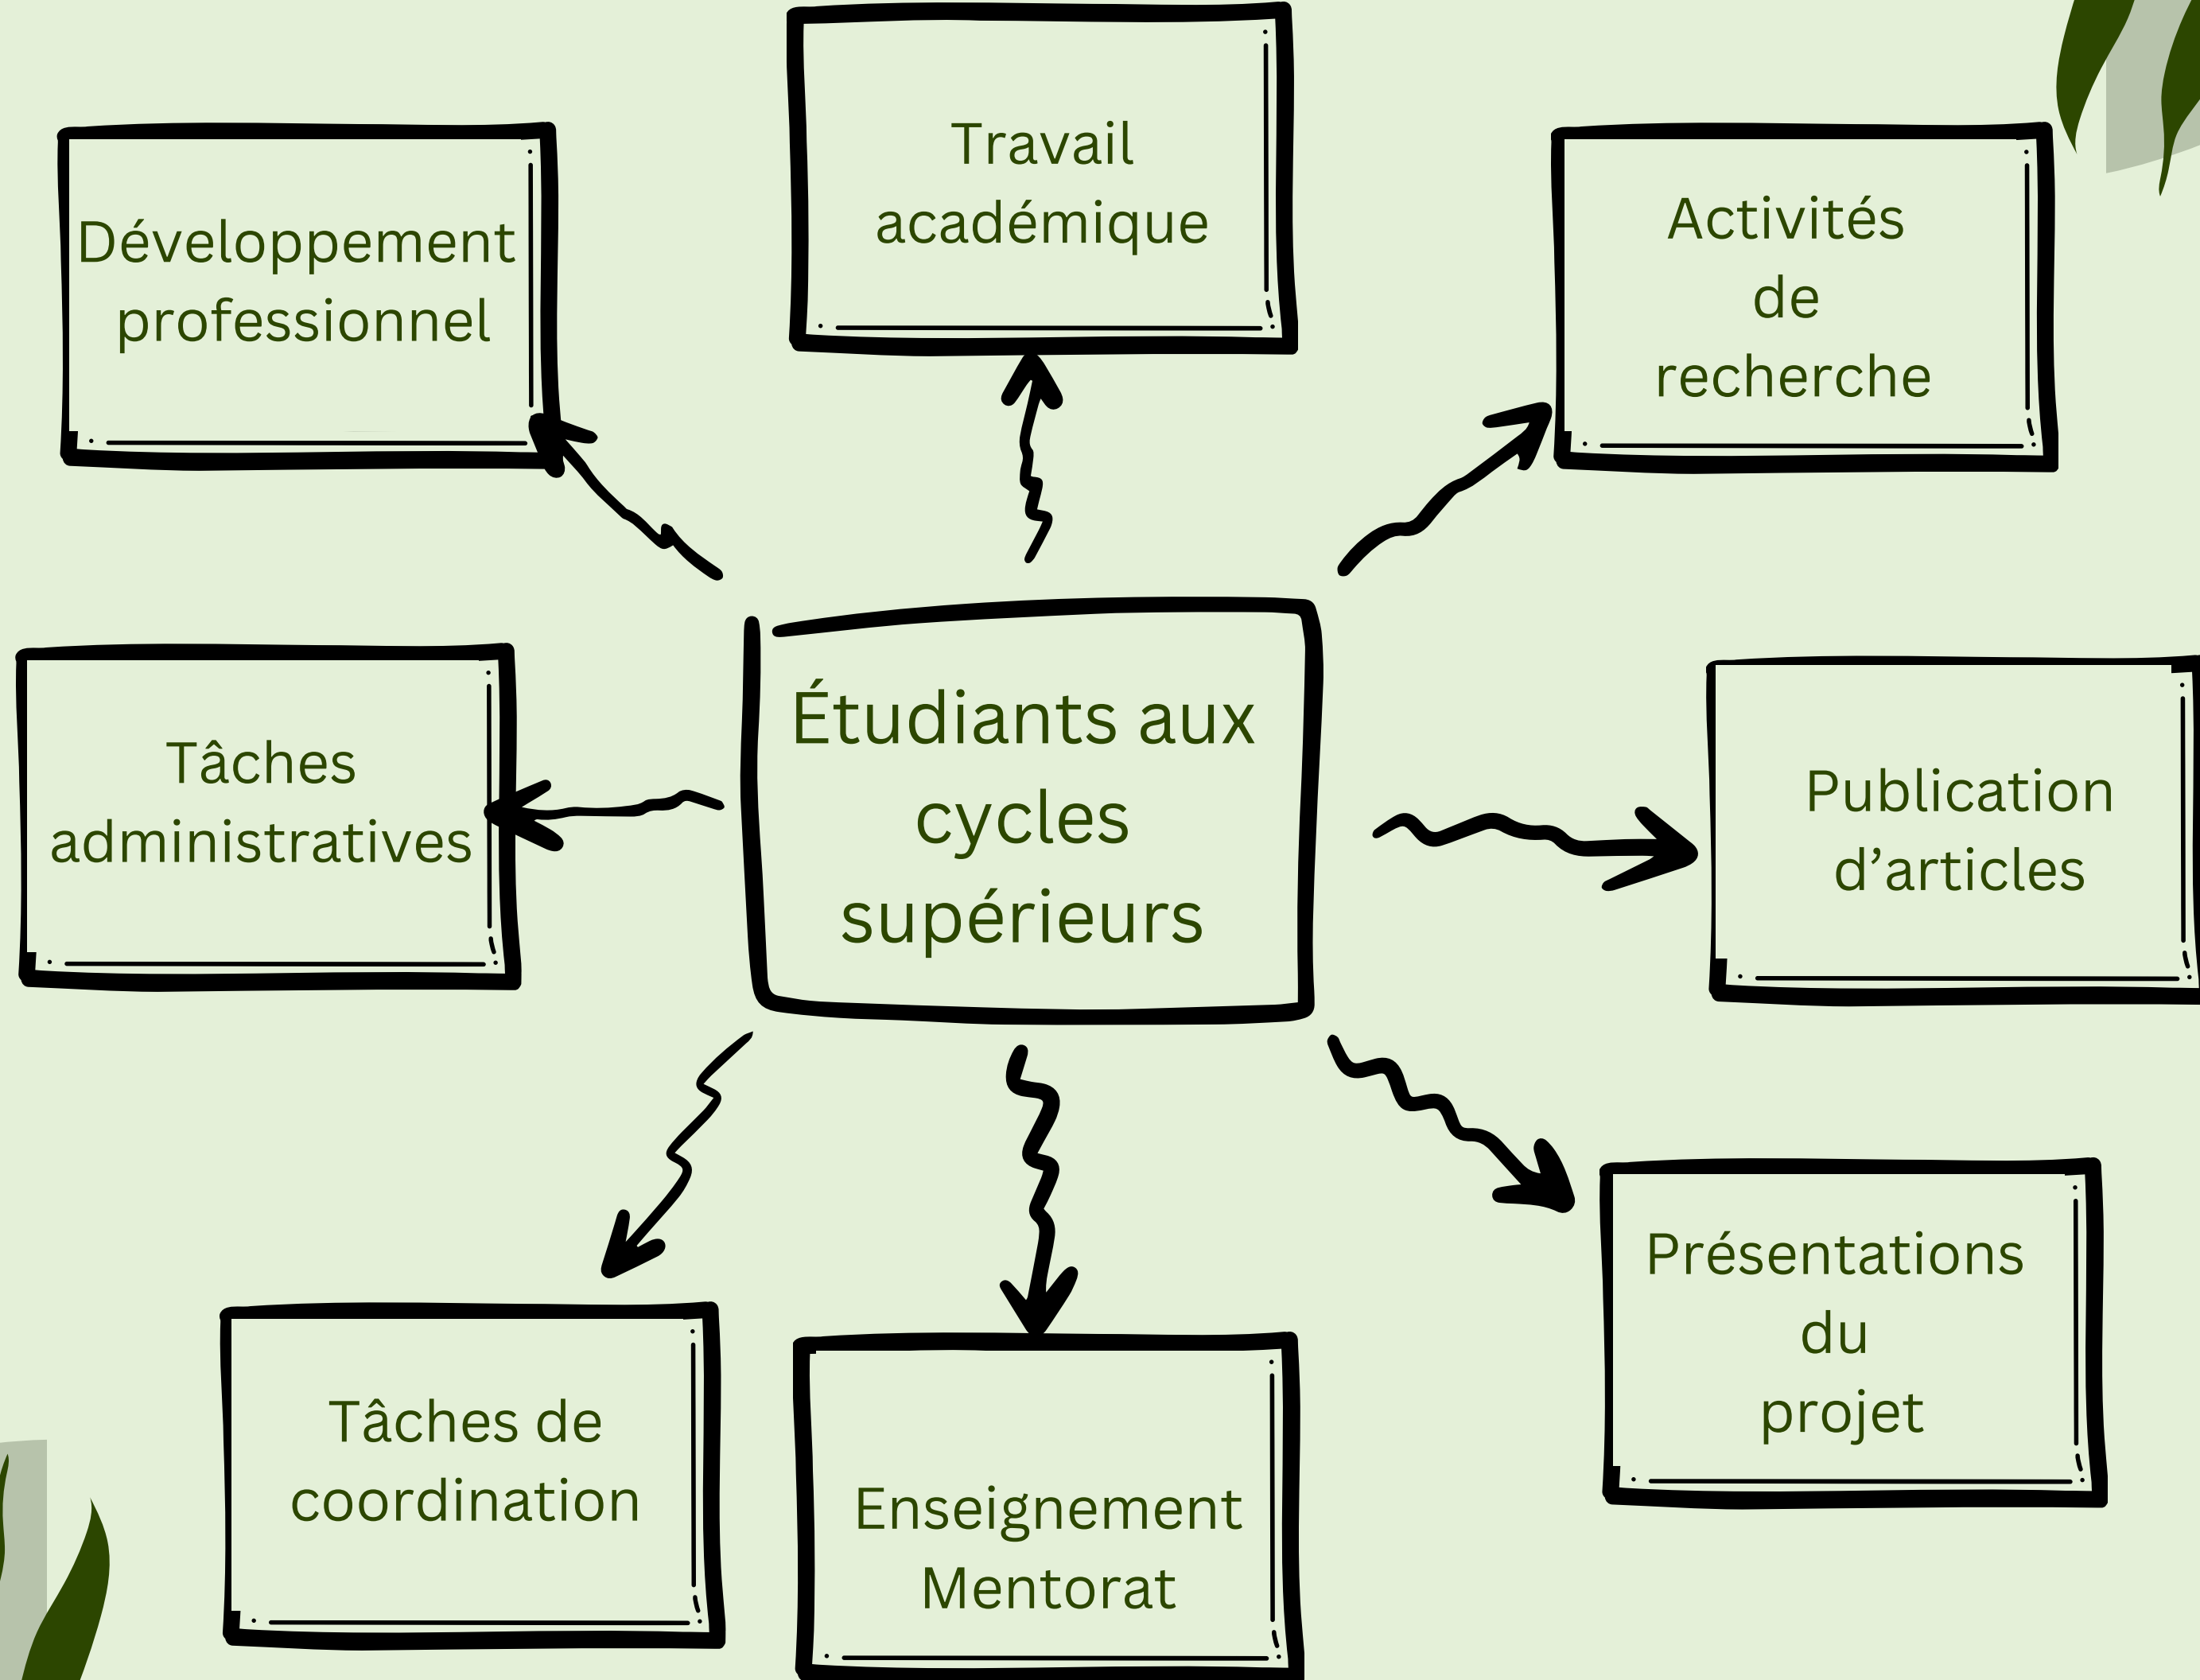 Travail
académique
Développement
professionnel
Activités
de
recherche
Étudiants aux
cycles
supérieurs
Tâches
administratives
Publication
d’articles
Présentations
du
projet
Tâches de
coordination
Enseignement
Mentorat